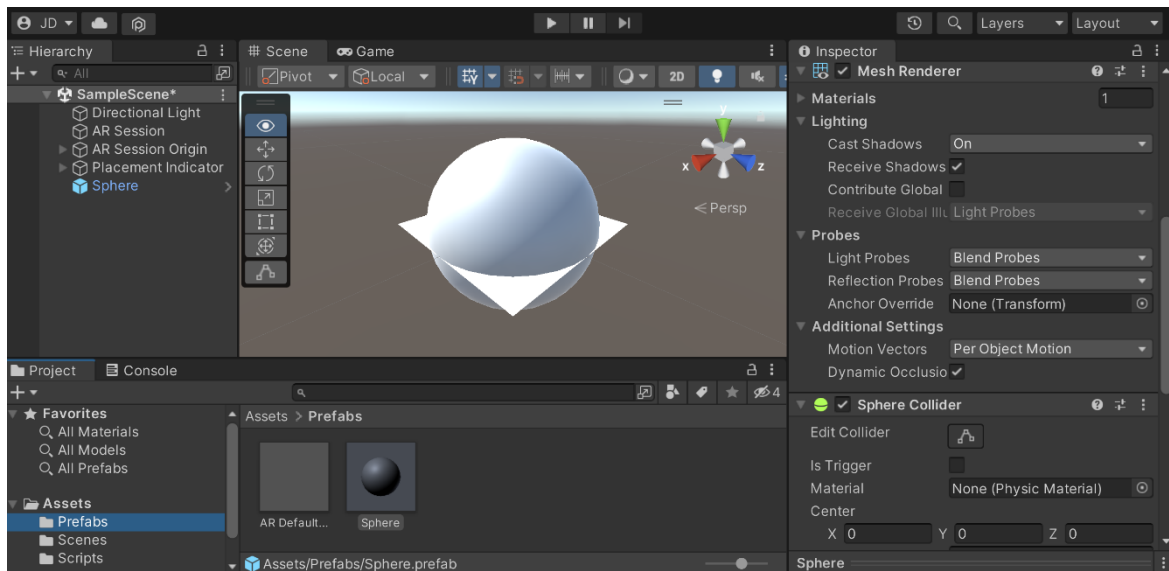 JD
Layers
Layout
Hierarchy
All
SampleScene*
Directional Light
AR Session
AR Session Origin
Placement Indicator
Sphere
Scene
Game
Pivot
Local
2D
y
x
z
Persp
Inspector
Mesh Renderer
Materials
1
Lighting
Cast Shadows
On
Receive Shadows
Contribute Global
Receive Global Illu
Light Probes
Probes
Light Probes
Blend Probes
Reflection Probes
Blend Probes
Anchor Override
None (Transform)
Additional Settings
Motion Vectors
Per Object Motion
Dynamic Occlusio
Sphere Collider
Edit Collider
Is Trigger
Material
None (Physic Material)
Center
X 0
Y 0
Z 0
Sphere
Project
Console
4
Favorites
All Materials
All Models
All Prefabs
Assets
Prefabs
Scenes
Scripts
Assets > Prefabs
AR Default...
Sphere
Assets/Prefabs/Sphere.prefab